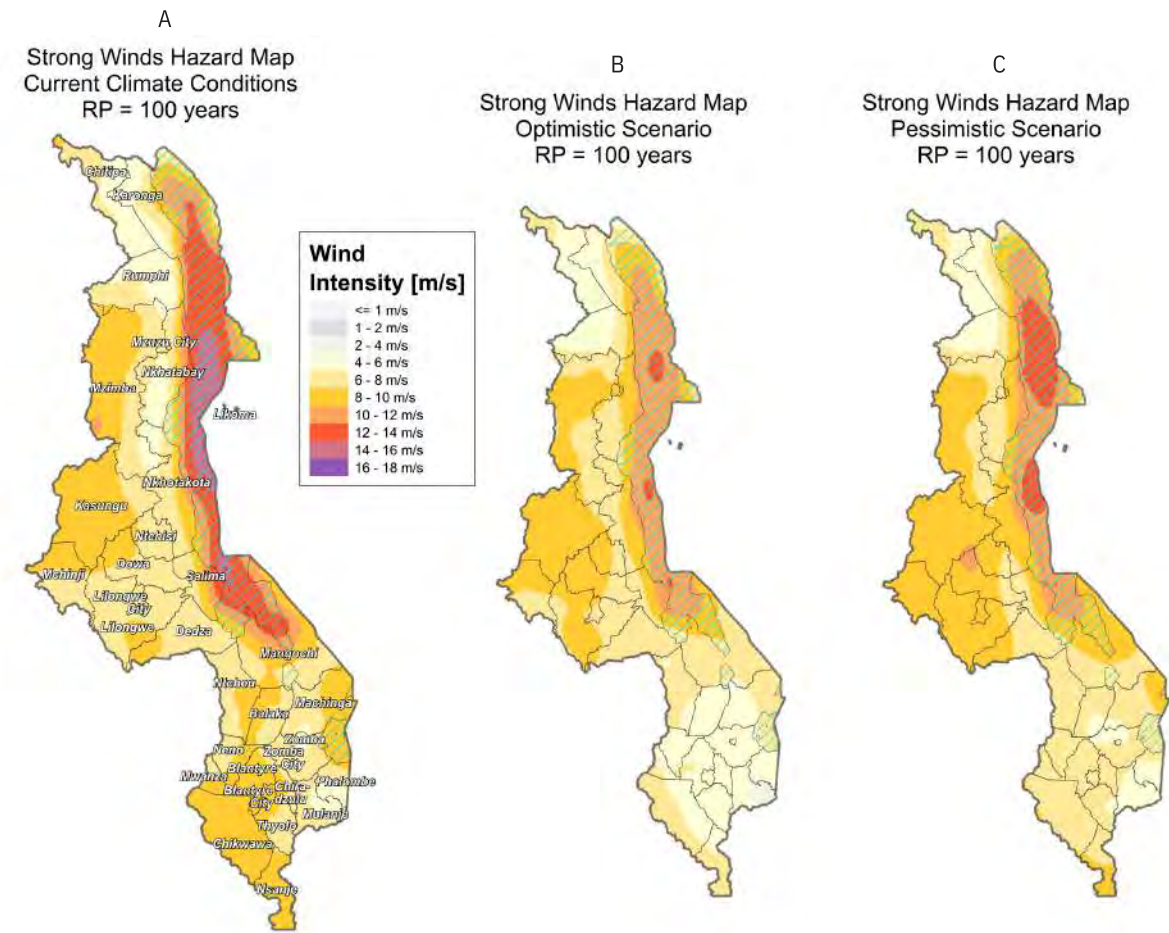 A
Strong Winds Hazard Map
Current Climate Conditions
RP = 100 years
B
Strong Winds Hazard Map
Optimistic Scenario
RP = 100 years
C
Strong Winds Hazard Map
Pessimistic Scenario
RP = 100 years
Wind
Intensity [m/s]
<= 1 m/s
1 - 2 m/s
2 - 4 m/s
4 - 6 m/s
6 - 8 m/s
8 - 10 m/s
10 - 12 m/s
12 - 14 m/s
14 - 16 m/s
16 - 18 m/s
Chitipa
Karonga
Rumphi
Mzuzu City
Nkhatabay
Mzimba
Likoma
Nkhotakota
Kasungu
Ntchisi
Dowa
Mchinji
Salima
Lilongwe
City
Lilongwe
Dedza
Mangochi
Ntcheu
Machinga
Balaka
Zomba
Neno
Zomba
City
Blantyre
Mwanza
Phalombe
Blantyre
City
Chira-
dzulu
Mulanje
Thyolo
Chikwawa
Nsanje